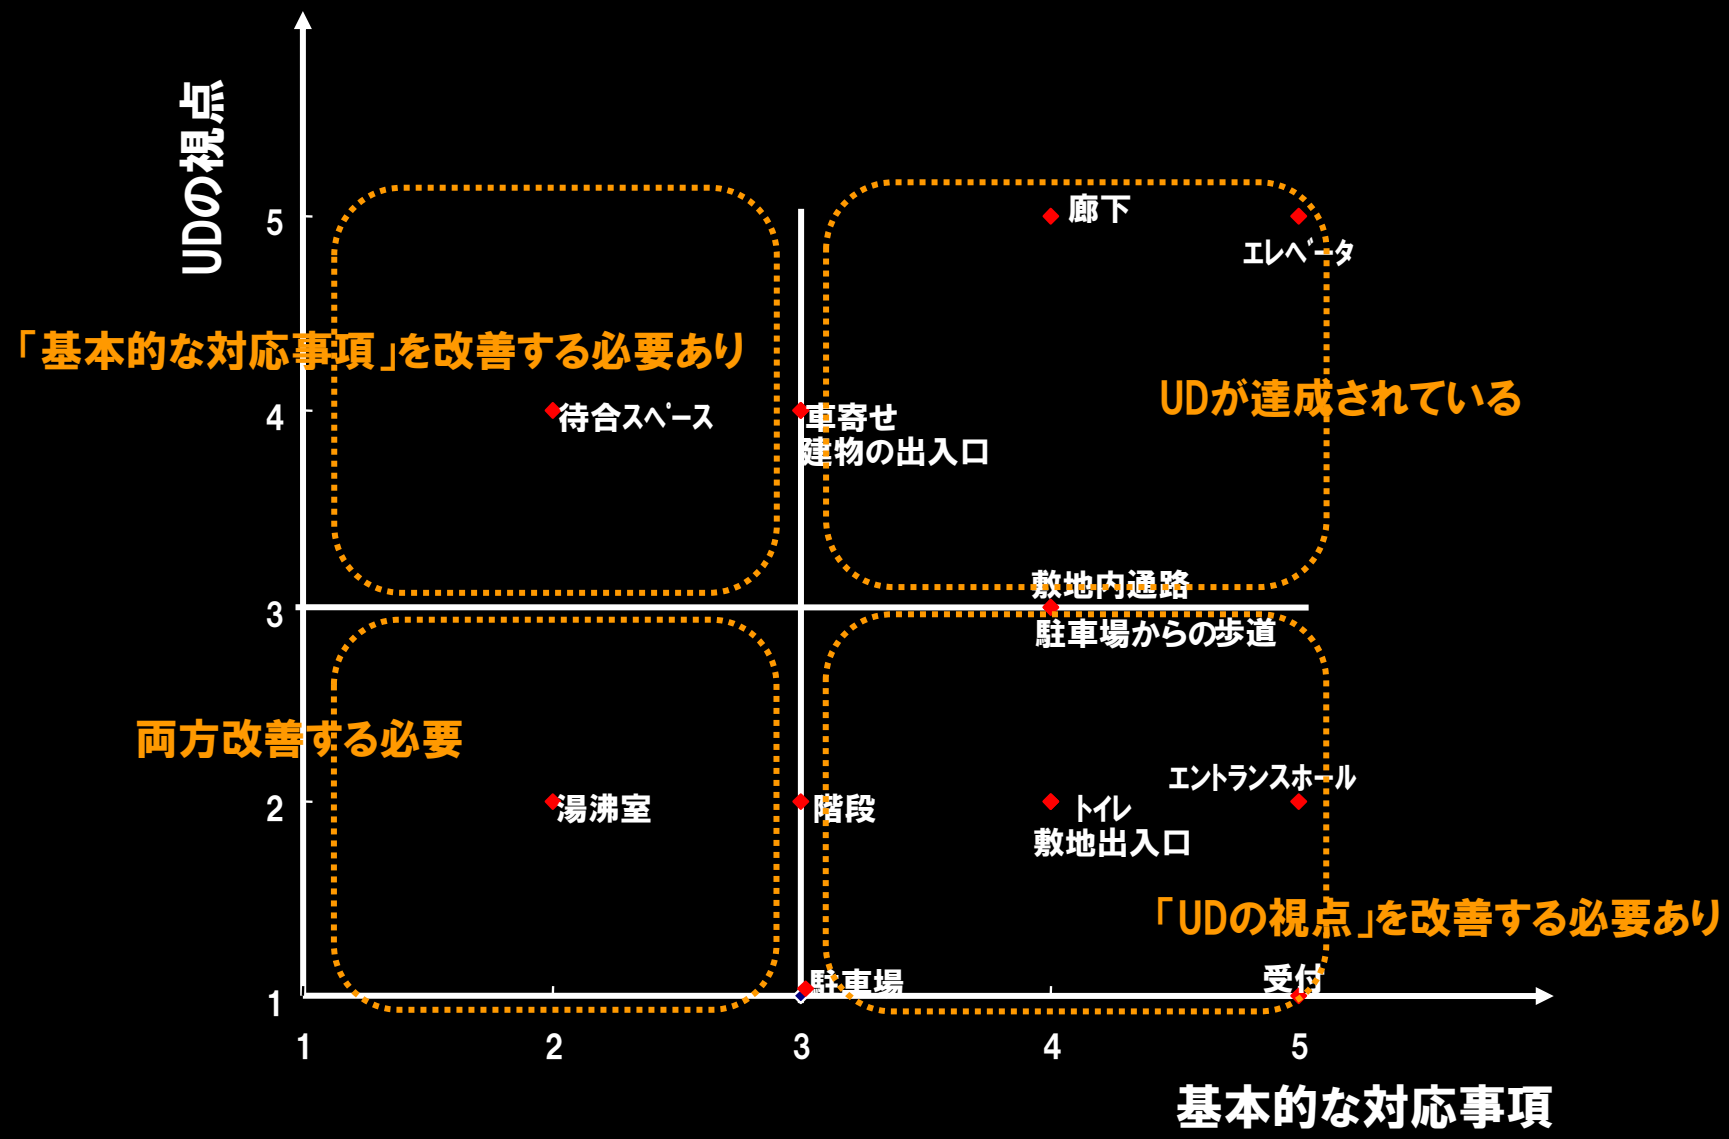 UDの視点
5
廊下
エレベータ
「基本的な対応事項」を改善する必要あり
UDが達成されている
4
待合スペース
車寄せ
建物の出入口
敷地内通路
3
駐車場からの歩道
両方改善する必要
エントランスホール
2
湯沸室
階段
トイレ
敷地出入口
「UDの視点」を改善する必要あり
受付
駐車場
1
1
2
3
4
5
基本的な対応事項